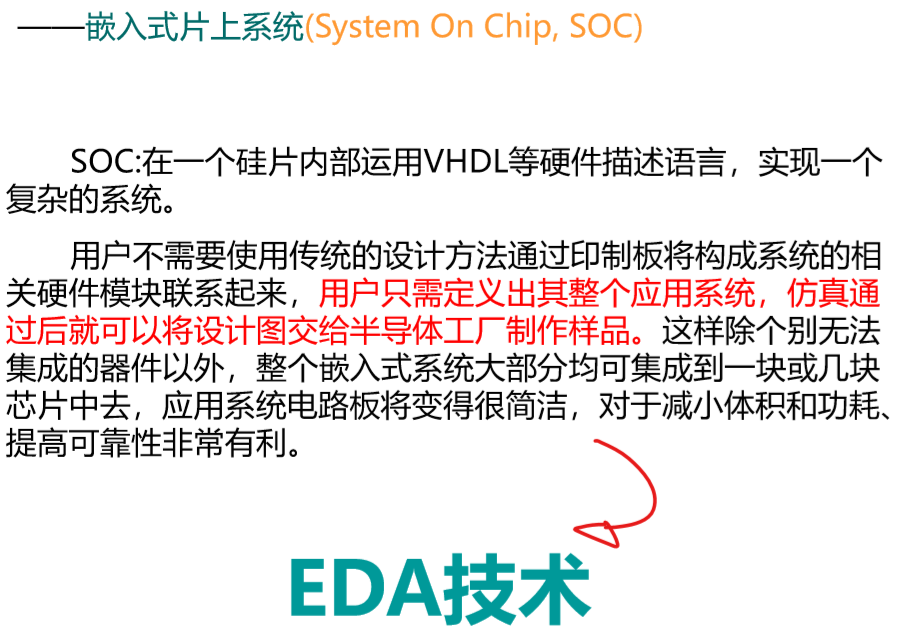 ——嵌入式片上系统(System On Chip, SOC)
SOC:在一个硅片内部运用VHDL等硬件描述语言，实现一个
复杂的系统。
用户不需要使用传统的设计方法通过印制板将构成系统的相
关硬件模块联系起来，用户只需定义出其整个应用系统，仿真通
过后就可以将设计图交给半导体工厂制作样品。这样除个别无法
集成的器件以外，整个嵌入式系统大部分均可集成到一块或几块
芯片中去，应用系统电路板将变得很简洁，对于减小体积和功耗、
提高可靠性非常有利。
EDA技术